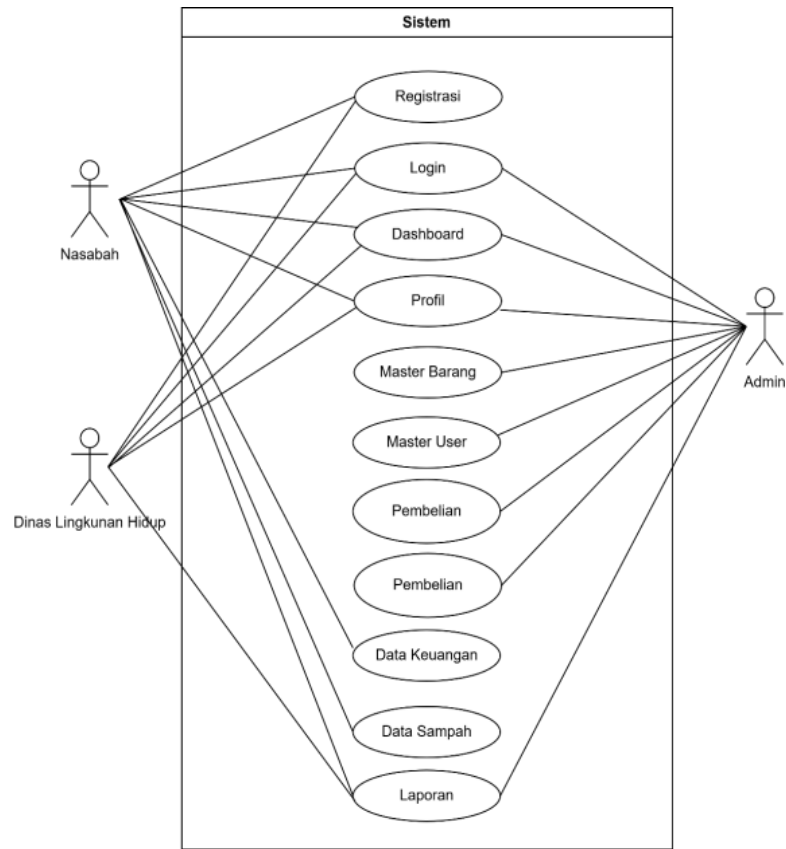 Sistem
Registrasi
Login
Nasabah
Dashboard
Profil
Master Barang
Admin
Master User
Dinas Lingkunan Hidup
Pembelian
Pembelian
Data Keuangan
Data Sampah
Laporan